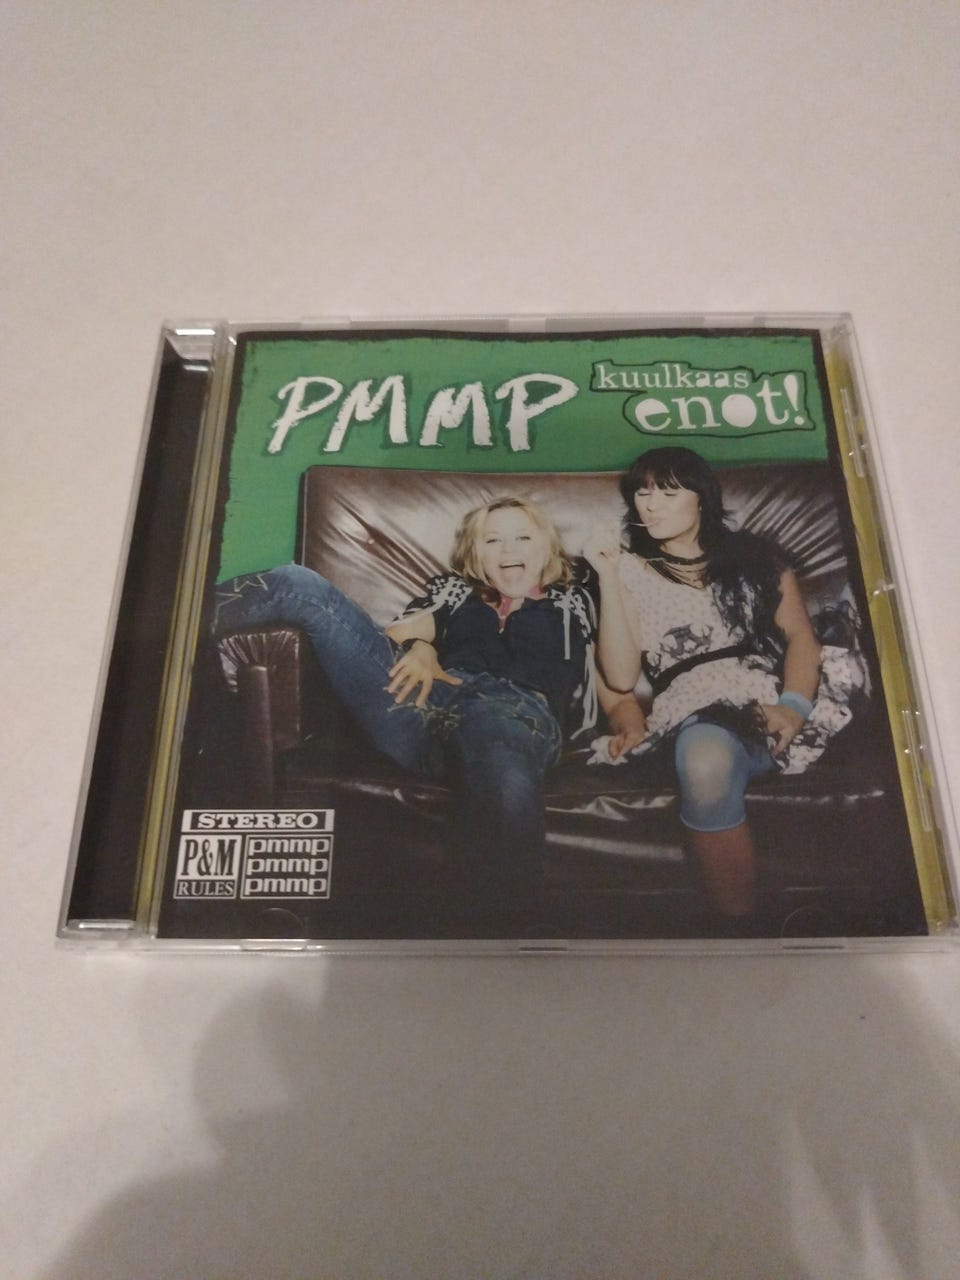 PMMP
kuulkaas
enot!
STEREO
P&M
RULES
pmmp
pmmp
pmmp